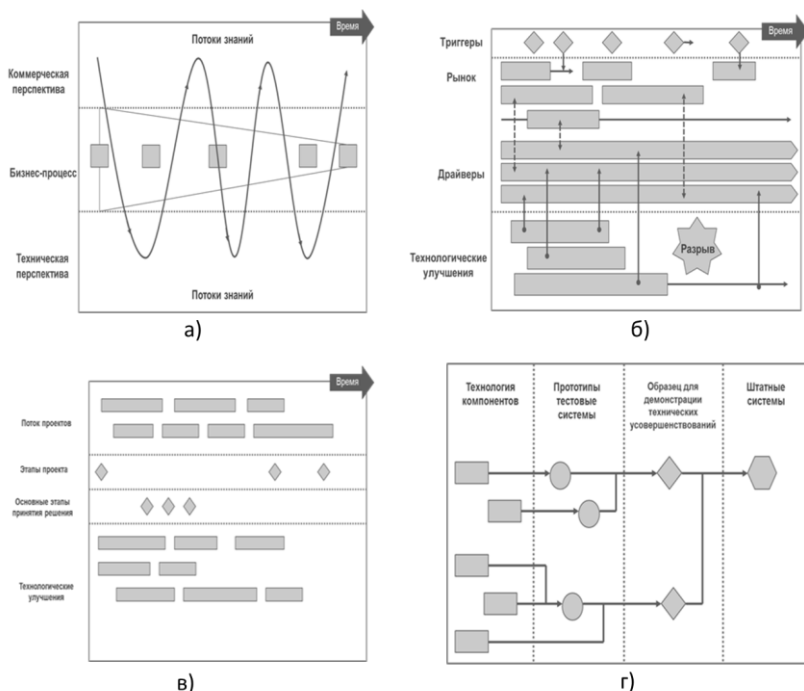 Время
Потоки знаний
Коммерческая
перспектива
Бизнес-процесс
Техническая
перспектива
Потоки знаний
а)
Время
Триггеры
Рынок
Драйверы
Технологические
улучшения
Разрыв
б)
Время
Поток проектов
Этапы проекта
Основные этапы
принятия решения
Технологические
улучшения
в)
Технология
компонентов
Прототипы
тестовые
системы
Образец для
демонстрации
технических
усовершенствований
Штатные
системы
г)